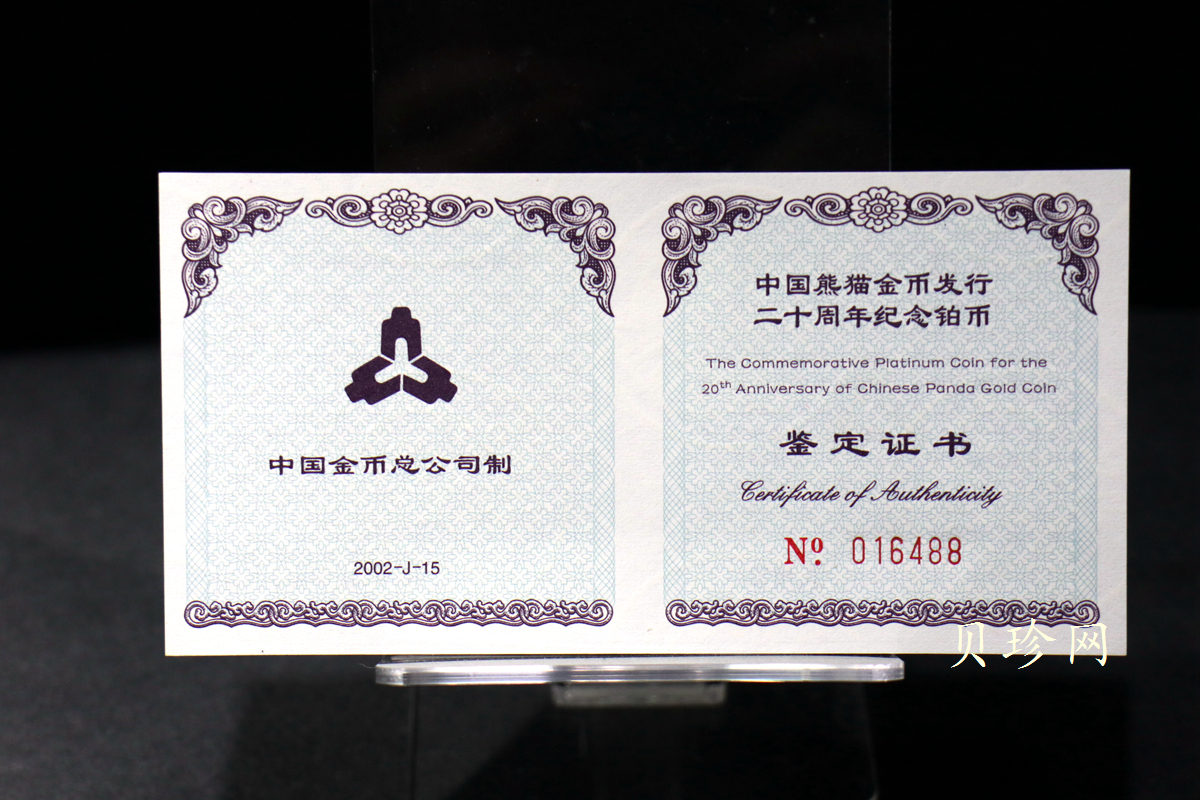 中国金币总公司制
2002-J-15
中国熊猫金币发行
二十周年纪念铂币
The Commemorative Platinum Coin for the
20th Anniversary of Chinese Panda Gold Coin
鉴定证书
Certificate of Authenticity
Nº. 016488
贝珍网